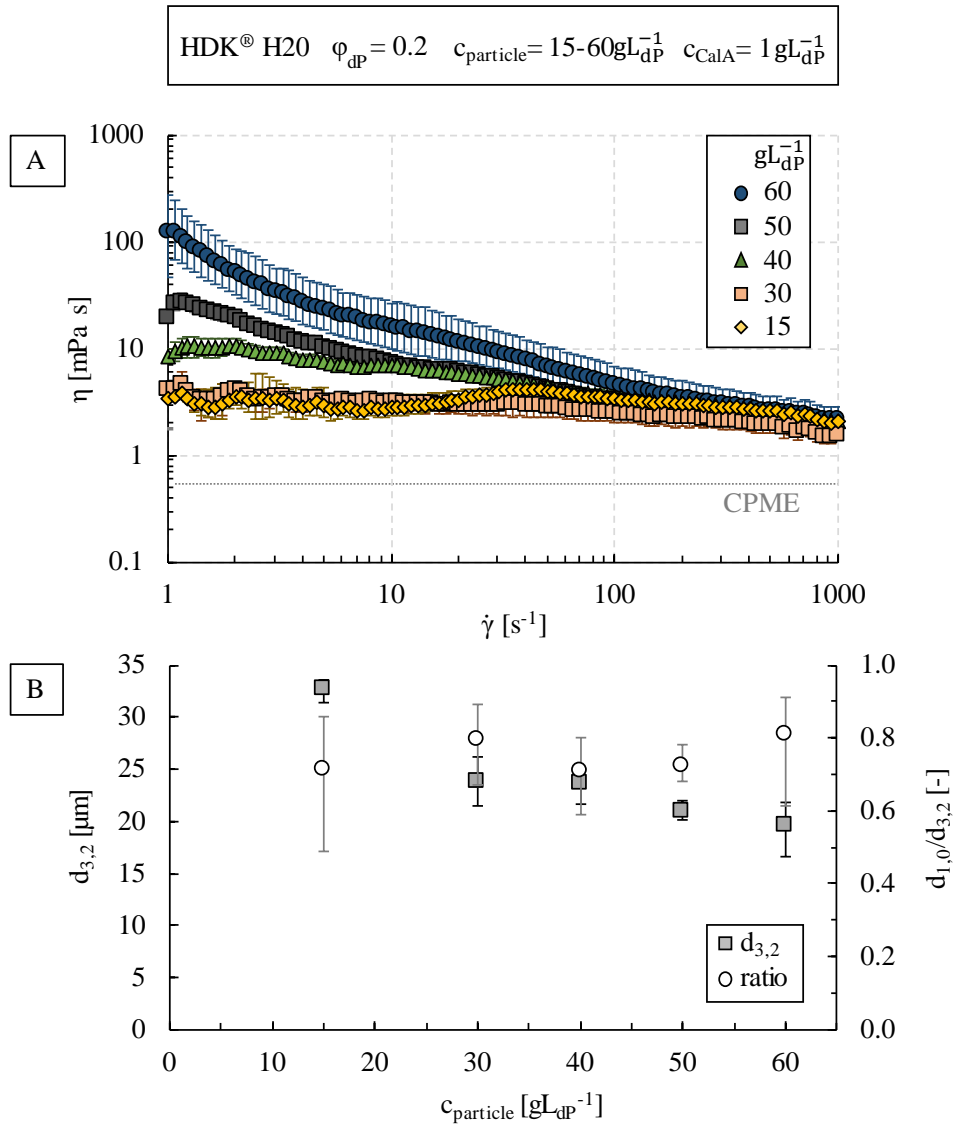 HDK® H20 φdP = 0.2 cparticle= 15-60gL⁻¹dP cCalA= 1gL⁻¹dP
A
1000
100
10
1
0.1
η [mPa s]
gL⁻¹dP
60
50
40
30
15
CPME
1 10 100 1000
γ̇ [s⁻¹]
B
35
30
25
20
15
10
5
0
d3,2 [µm]
1.0
0.8
0.6
0.4
0.2
0.0
d1,0/d3,2 [-]
d3,2
ratio
0 10 20 30 40 50 60
cparticle [gLdP⁻¹]